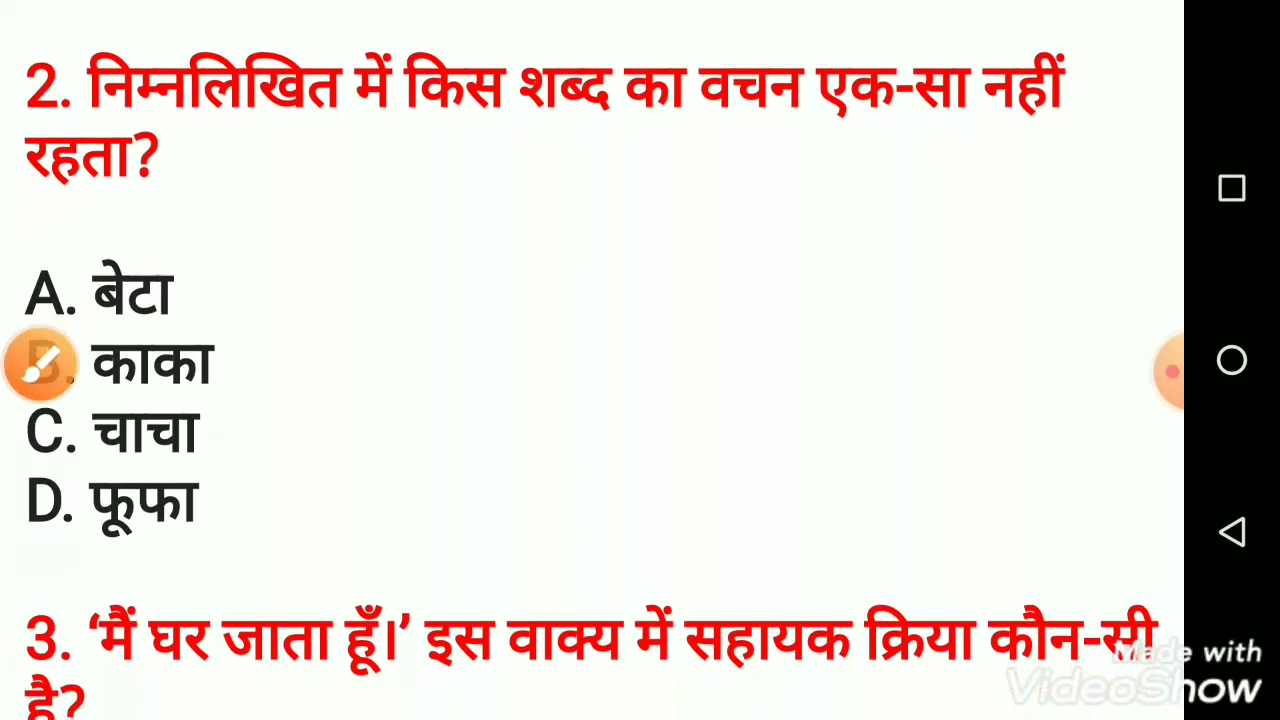 2. निम्नलिखित में किस शब्द का वचन एक-सा नहीं
रहता?
A. बेटा
B. काका
C. चाचा
D. फूफा
3. ‘मैं घर जाता हूँ।’ इस वाक्य में सहायक क्रिया कौन-सी
है?
Made with
VideoShow